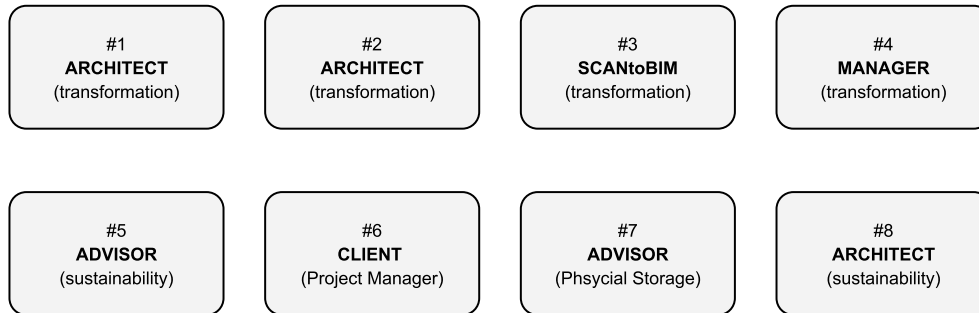 #1
ARCHITECT
(transformation)
#2
ARCHITECT
(transformation)
#3
SCANtoBIM
(transformation)
#4
MANAGER
(transformation)
#5
ADVISOR
(sustainability)
#6
CLIENT
(Project Manager)
#7
ADVISOR
(Phsycial Storage)
#8
ARCHITECT
(sustainability)